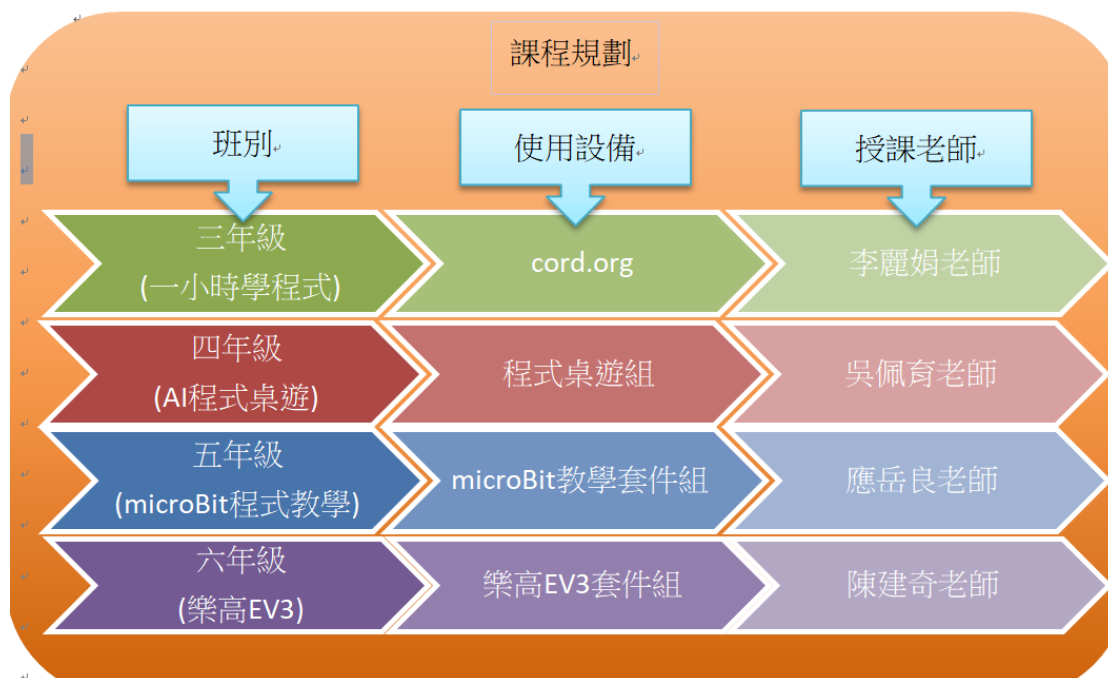 課程規劃
班別
使用設備
授課老師
三年級
(一小時學程式)
cord.org
李麗娟老師
四年級
(AI程式桌遊)
程式桌遊組
吳佩育老師
五年級
(microBit程式教學)
microBit教學套件組
應岳良老師
六年級
(樂高EV3)
樂高EV3套件組
陳建奇老師